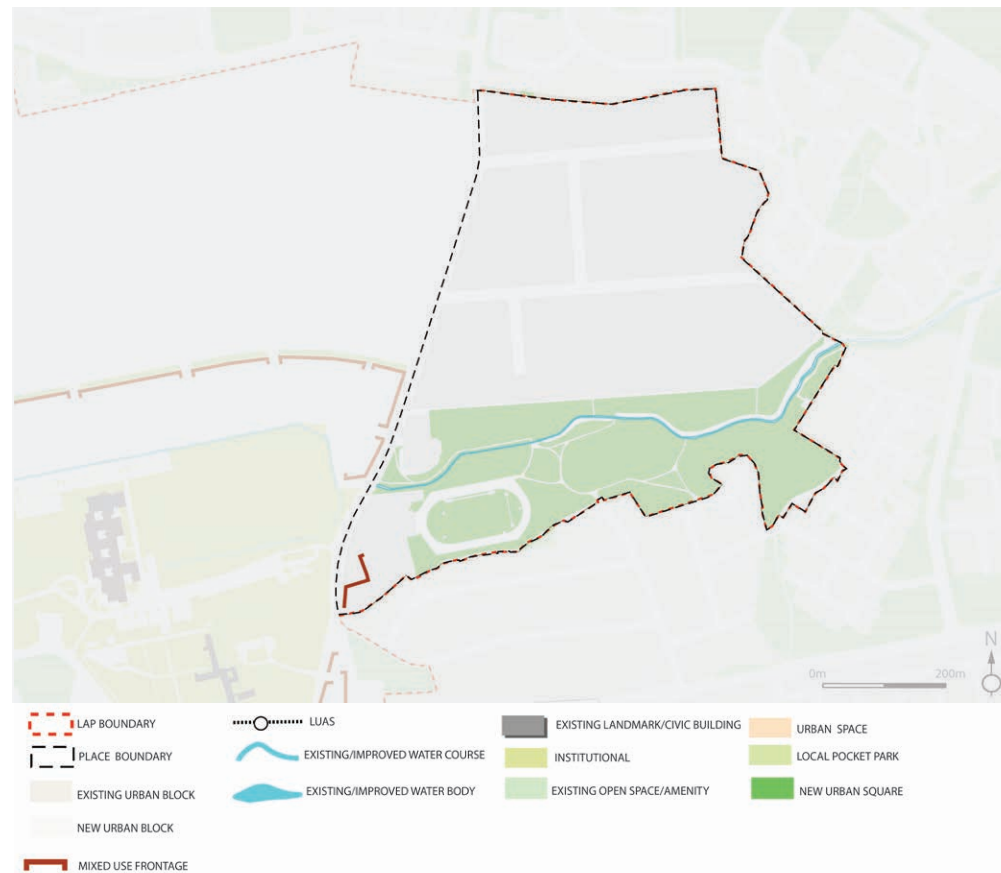 N
0m 200m
LAP BOUNDARY
PLACE BOUNDARY
EXISTING URBAN BLOCK
NEW URBAN BLOCK
MIXED USE FRONTAGE
LUAS
EXISTING/IMPROVED WATER COURSE
EXISTING/IMPROVED WATER BODY
EXISTING LANDMARK/CIVIC BUILDING
INSTITUTIONAL
EXISTING OPEN SPACE/AMENITY
URBAN SPACE
LOCAL POCKET PARK
NEW URBAN SQUARE